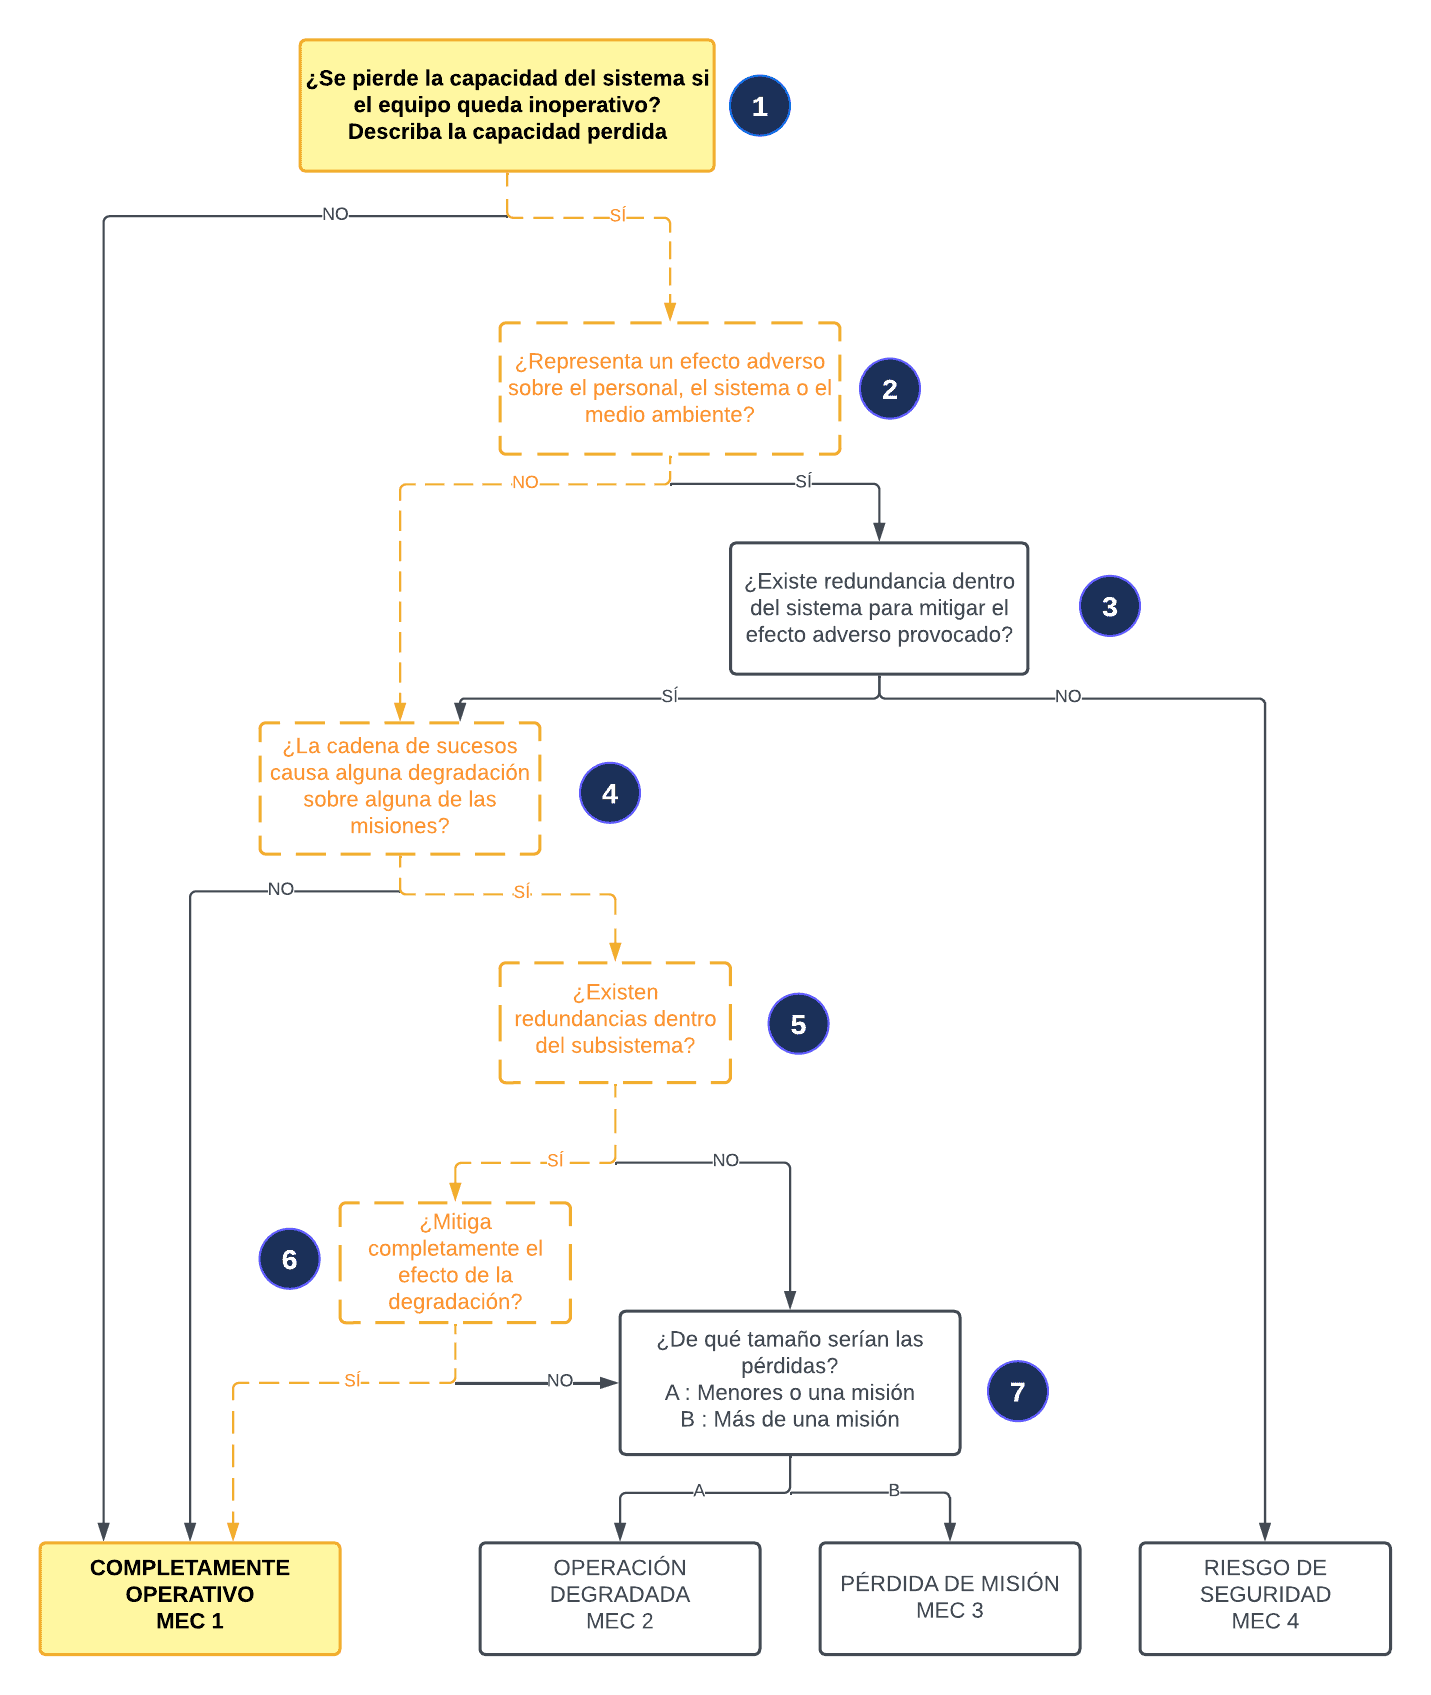 ¿Se pierde la capacidad del sistema si
el equipo queda inoperativo?
Describa la capacidad perdida
1
NO
SÍ
¿Representa un efecto adverso
sobre el personal, el sistema o el
medio ambiente?
2
NO
SÍ
¿Existe redundancia dentro
del sistema para mitigar el
efecto adverso provocado?
3
SÍ
NO
¿La cadena de sucesos
causa alguna degradación
sobre alguna de las
misiones?
4
NO
SÍ
¿Existen
redundancias dentro
del subsistema?
5
SÍ
NO
¿Mitiga
completamente el
efecto de la
degradación?
6
SÍ
NO
¿De qué tamaño serían las
pérdidas?
A : Menores o una misión
B : Más de una misión
7
A
B
COMPLETAMENTE
OPERATIVO
MEC 1
OPERACIÓN
DEGRADADA
MEC 2
PÉRDIDA DE MISIÓN
MEC 3
RIESGO DE
SEGURIDAD
MEC 4